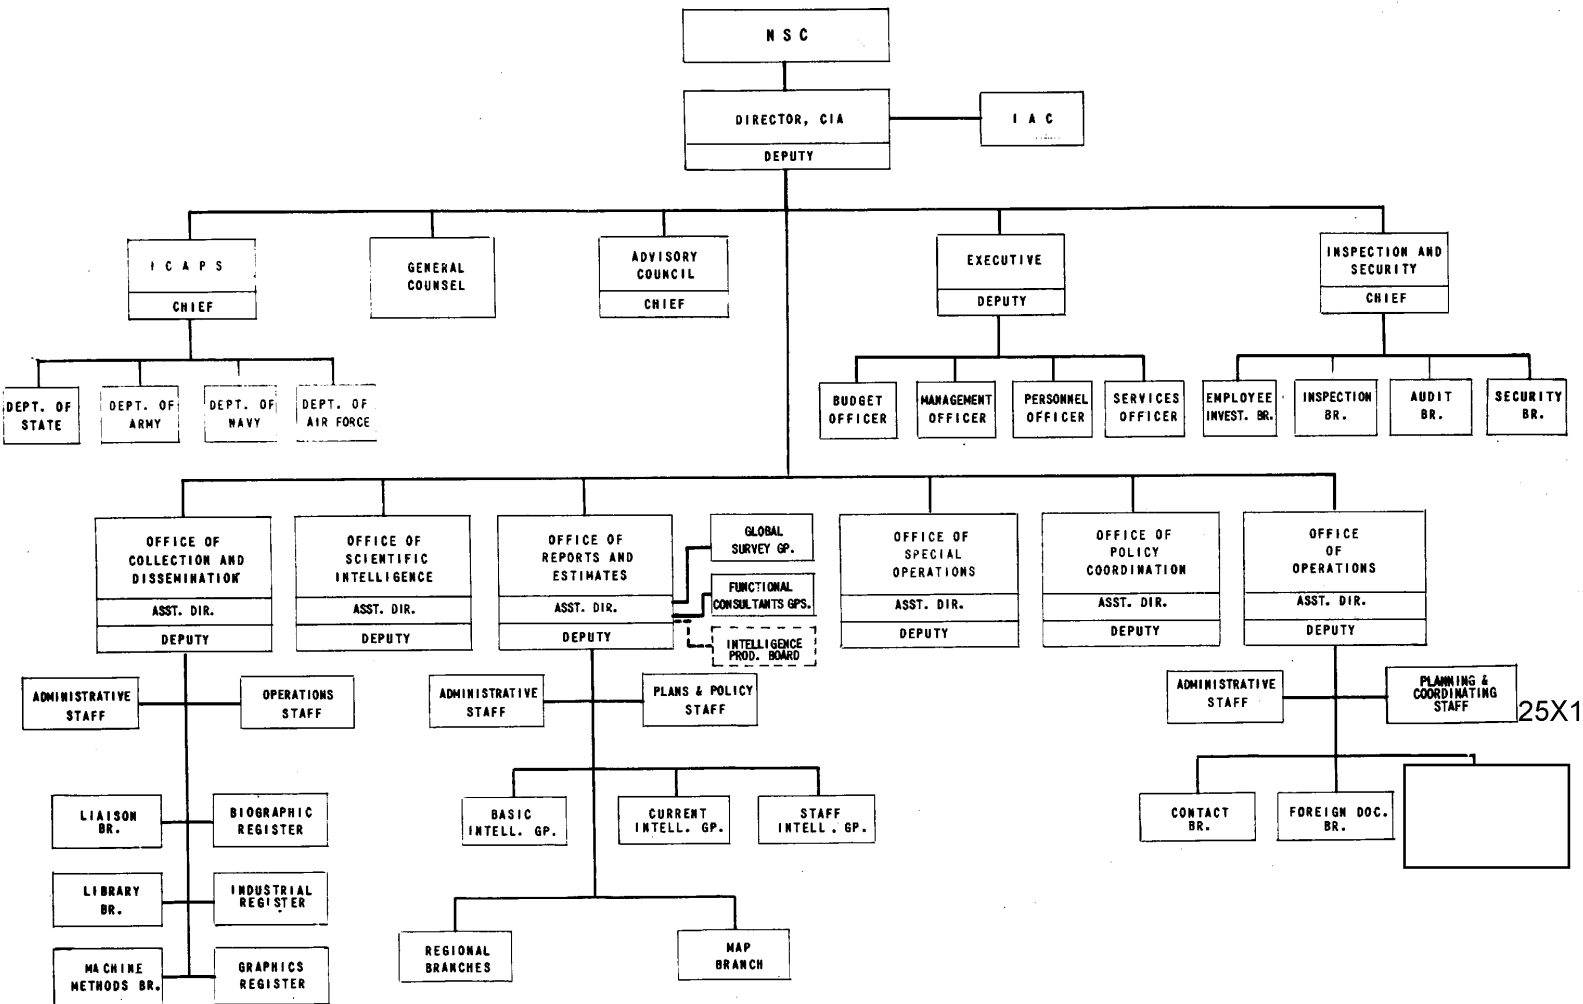 N S C
DIRECTOR, CIA
DEPUTY
I A C
I C A P S
CHIEF
GENERAL
COUNSEL
ADVISORY
COUNCIL
CHIEF
EXECUTIVE
DEPUTY
INSPECTION AND
SECURITY
CHIEF
DEPT. OF
STATE
DEPT. OF
ARMY
DEPT. OF
NAVY
DEPT. OF
AIR FORCE
BUDGET
OFFICER
MANAGEMENT
OFFICER
PERSONNEL
OFFICER
SERVICES
OFFICER
EMPLOYEE
INVEST. BR.
INSPECTION
BR.
AUDIT
BR.
SECURITY
BR.
OFFICE OF
COLLECTION AND
DISSEMINATION
ASST. DIR.
DEPUTY
OFFICE OF
SCIENTIFIC
INTELLIGENCE
ASST. DIR.
DEPUTY
OFFICE OF
REPORTS AND
ESTIMATES
ASST. DIR.
DEPUTY
GLOBAL
SURVEY GP.
FUNCTIONAL
CONSULTANTS GPS.
INTELLIGENCE
PROD. BOARD
OFFICE OF
SPECIAL
OPERATIONS
ASST. DIR.
DEPUTY
OFFICE OF
POLICY
COORDINATION
ASST. DIR.
DEPUTY
OFFICE
OF
OPERATIONS
ASST. DIR.
DEPUTY
ADMINISTRATIVE
STAFF
OPERATIONS
STAFF
ADMINISTRATIVE
STAFF
PLANS & POLICY
STAFF
ADMINISTRATIVE
STAFF
PLANNING &
COORDINATING
STAFF
25X1
LIAISON
BR.
BIOGRAPHIC
REGISTER
BASIC
INTELL. GP.
CURRENT
INTELL. GP.
STAFF
INTELL. GP.
CONTACT
BR.
FOREIGN DOC.
BR.
LIBRARY
BR.
INDUSTRIAL
REGISTER
REGIONAL
BRANCHES
MAP
BRANCH
MACHINE
METHODS BR.
GRAPHICS
REGISTER